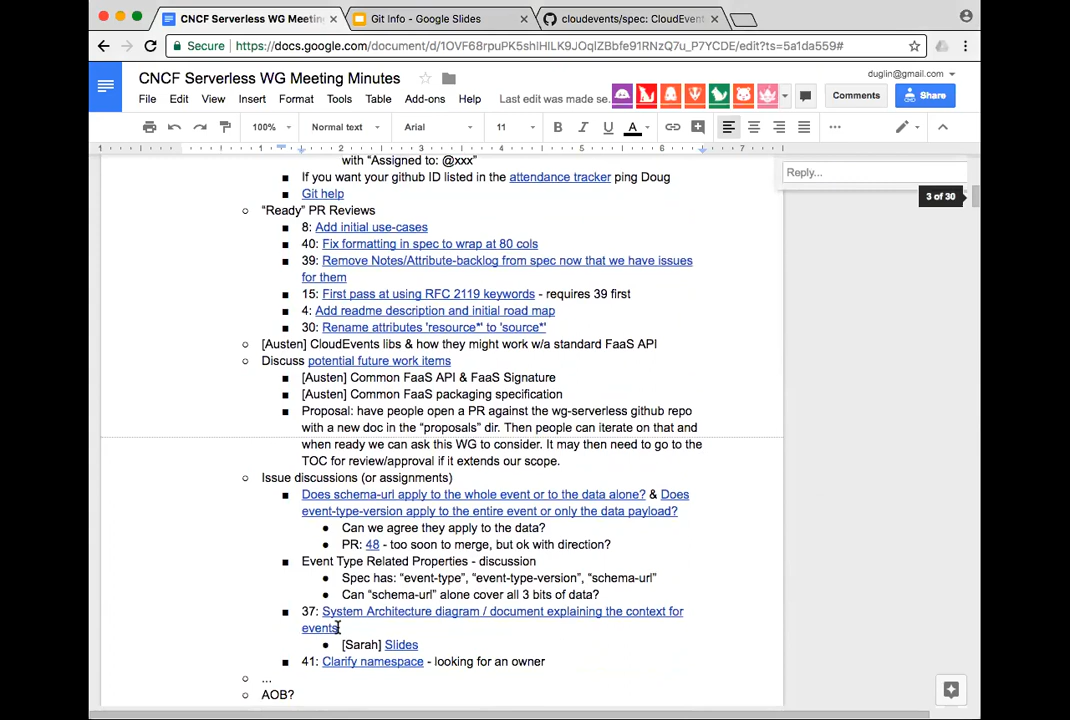 CNCF Serverless WG Meetin
Git Info - Google Slides
cloudevents/spec: CloudEvent
Secure
https://docs.google.com/document/d/1OVF68rpuPK5shlHILK9JOqlZBbfe91RNzQ7u_P7YCDE/edit?ts=5a1da559#
CNCF Serverless WG Meeting Minutes
duglin@gmail.com
File Edit View Insert Format Tools Table Add-ons Help Last edit was made se...
Comments
Share
100% Normal text Arial 11 B I U A
1 1 2 3 4 5 6 7
with “Assigned to: @xxx”
If you want your github ID listed in the attendance tracker ping Doug
Git help
“Ready” PR Reviews
8: Add initial use-cases
40: Fix formatting in spec to wrap at 80 cols
39: Remove Notes/Attribute-backlog from spec now that we have issues
for them
15: First pass at using RFC 2119 keywords - requires 39 first
4: Add readme description and initial road map
30: Rename attributes 'resource*' to 'source*'
[Austen] CloudEvents libs & how they might work w/a standard FaaS API
Discuss potential future work items
[Austen] Common FaaS API & FaaS Signature
[Austen] Common FaaS packaging specification
Proposal: have people open a PR against the wg-serverless github repo
with a new doc in the “proposals” dir. Then people can iterate on that and
when ready we can ask this WG to consider. It may then need to go to the
TOC for review/approval if it extends our scope.
Issue discussions (or assignments)
Does schema-url apply to the whole event or to the data alone? & Does
event-type-version apply to the entire event or only the data payload?
Can we agree they apply to the data?
PR: 48 - too soon to merge, but ok with direction?
Event Type Related Properties - discussion
Spec has: “event-type”, “event-type-version”, “schema-url”
Can “schema-url” alone cover all 3 bits of data?
37: System Architecture diagram / document explaining the context for
events
[Sarah] Slides
41: Clarify namespace - looking for an owner
...
AOB?
Reply...
3 of 30